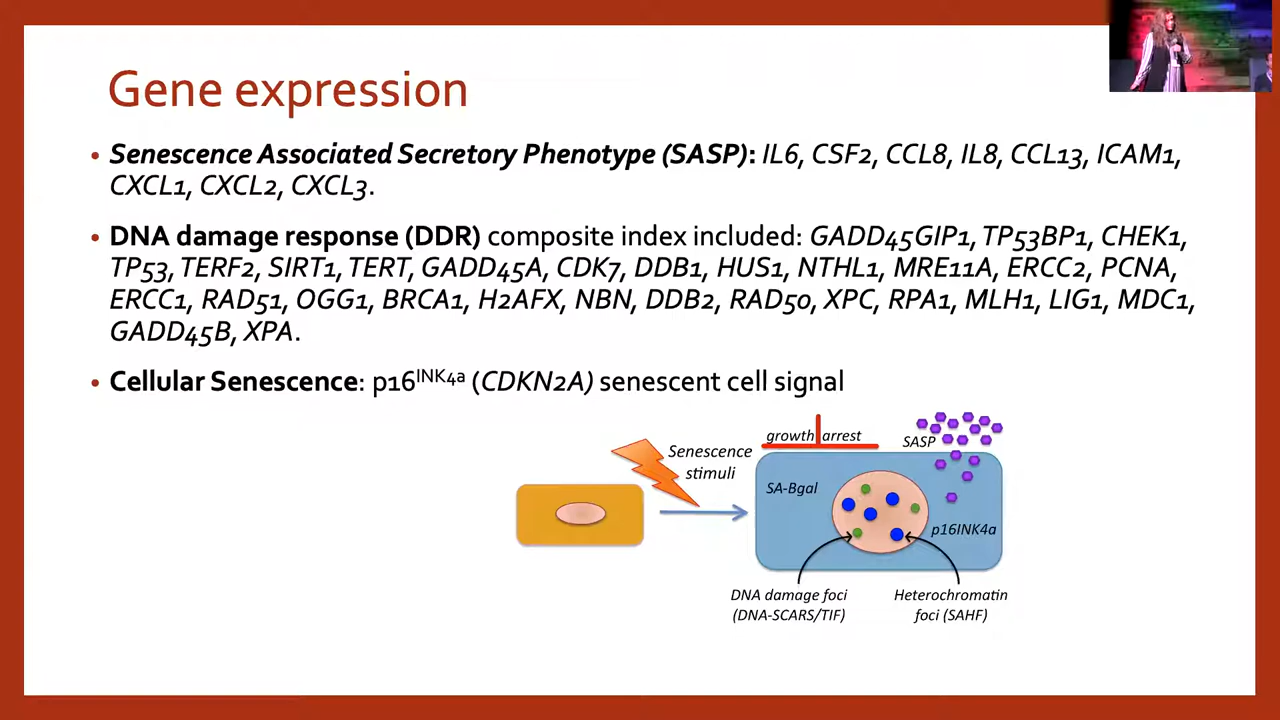 Gene expression
• Senescence Associated Secretory Phenotype (SASP): IL6, CSF2, CCL8, IL8, CCL13, ICAM1,
CXCL1, CXCL2, CXCL3.
• DNA damage response (DDR) composite index included: GADD45GIP1, TP53BP1, CHEK1,
TP53, TERF2, SIRT1, TERT, GADD45A, CDK7, DDB1, HUS1, NTHL1, MRE11A, ERCC2, PCNA,
ERCC1, RAD51, OGG1, BRCA1, H2AFX, NBN, DDB2, RAD50, XPC, RPA1, MLH1, LIG1, MDC1,
GADD45B, XPA.
• Cellular Senescence: p16INK4a (CDKN2A) senescent cell signal
Senescence
stimuli
growth arrest
SASP
SA-Bgal
p16INK4a
DNA damage foci
(DNA-SCARS/TIF)
Heterochromatin
foci (SAHF)